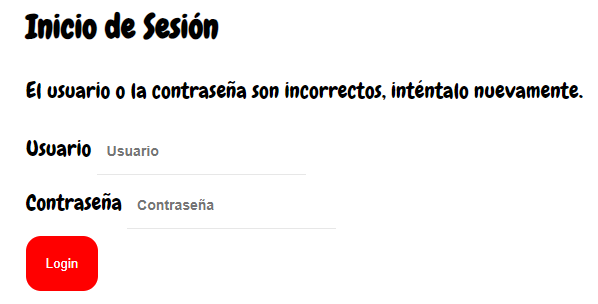 Inicio de Sesión
El usuario o la contraseña son incorrectos, inténtalo nuevamente.
Usuario Usuario
Contraseña Contraseña
Login